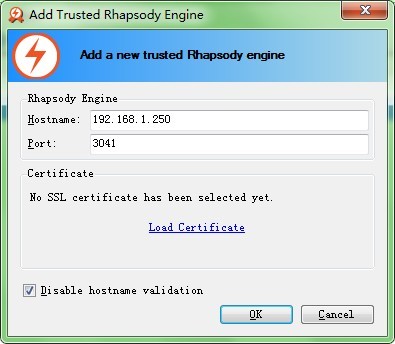 Add Trusted Rhapsody Engine
Add a new trusted Rhapsody engine
Rhapsody Engine
Hostname: 192.168.1.250
Port: 3041
Certificate
No SSL certificate has been selected yet.
Load Certificate
Disable hostname validation
OK Cancel